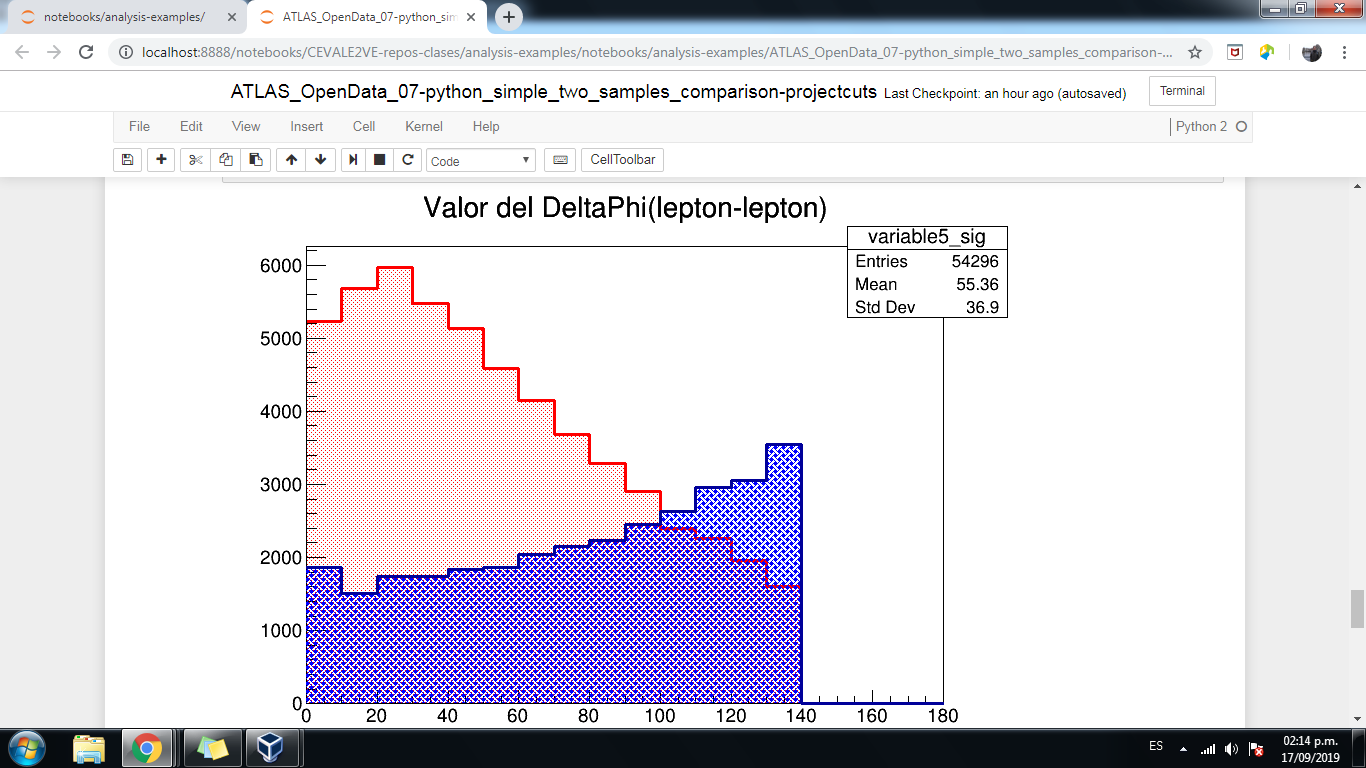 notebooks/analysis-examples/
ATLAS_OpenData_07-python_sim
localhost:8888/notebooks/CEVALE2VE-repos-clases/analysis-examples/notebooks/analysis-examples/ATLAS_OpenData_07-python_simple_two_samples_comparison-...
ATLAS_OpenData_07-python_simple_two_samples_comparison-projectcuts Last Checkpoint: an hour ago (autosaved)
Terminal
File Edit View Insert Cell Kernel Help
Python 2
Code
CellToolbar
Valor del DeltaPhi(lepton-lepton)
variable5_sig
Entries 54296
Mean 55.36
Std Dev 36.9
6000
5000
4000
3000
2000
1000
0
0 20 40 60 80 100 120 140 160 180
ES
02:14 p.m.
17/09/2019